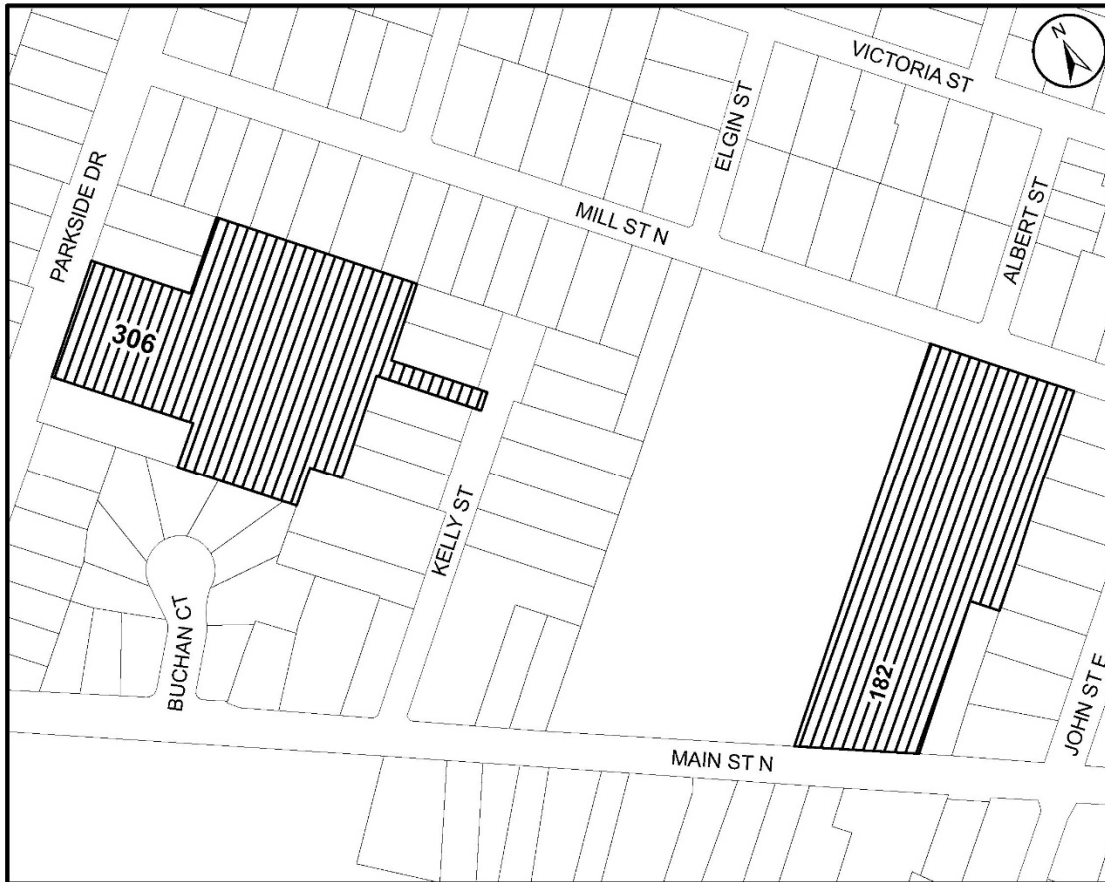 N
VICTORIA ST
ELGIN ST
PARKSIDE DR
MILL ST N
ALBERT ST
306
KELLY ST
BUCHAN CT
182
JOHN ST E
MAIN ST N